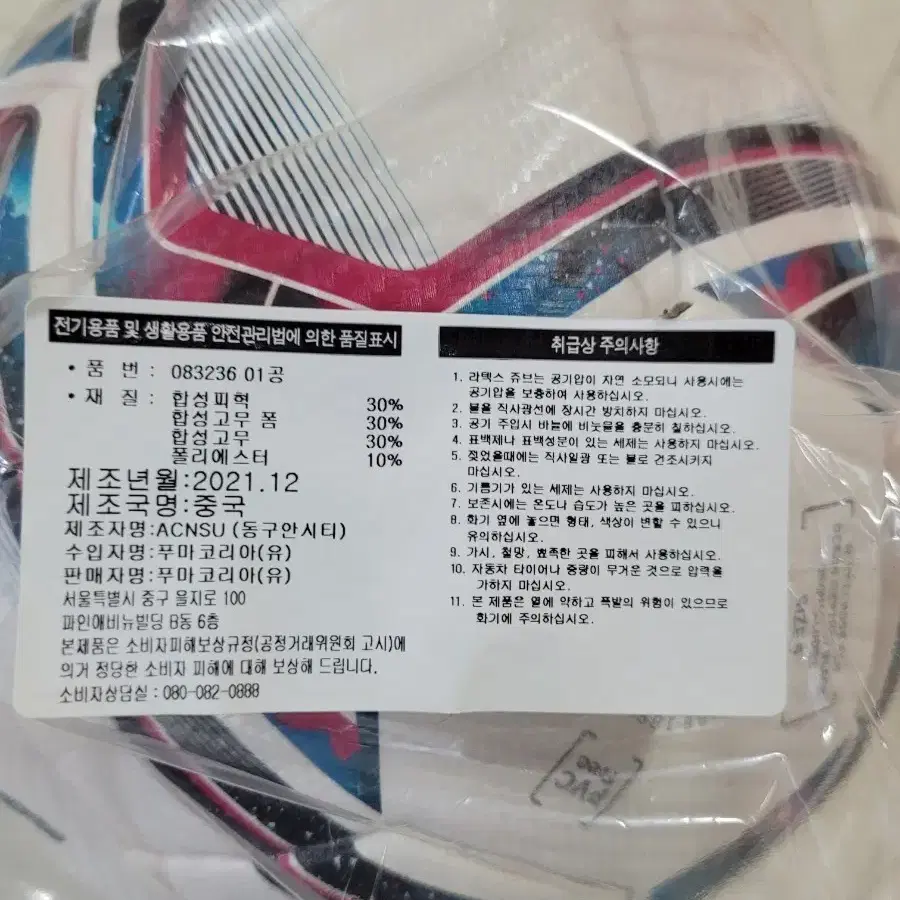 전기용품 및 생활용품 안전관리법에 의한 품질표시
• 품 번 : 083236 01공
• 재 질 : 합성피혁 30%
합성고무 폼 30%
합성고무 30%
폴리에스터 10%
제조년월:2021.12
제조국명:중국
제조자명:ACNSU (동구안시티)
수입자명:푸마코리아(유)
판매자명:푸마코리아(유)
서울특별시 중구 을지로 100
파인애비뉴빌딩 B동 6층
본제품은 소비자피해보상규정(공정거래위원회 고시)에
의거 정당한 소비자 피해에 대해 보상해 드립니다.
소비자상담실 : 080-082-0888
취급상 주의사항
1. 라텍스 쥬브는 공기압이 자연 소모되니 사용시에는
공기압을 보충하여 사용하십시오.
2. 볼을 직사광선에 장시간 방치하지 마십시오.
3. 공기 주입시 바늘에 비눗물을 충분히 칠하십시오.
4. 표백제나 표백성분이 있는 세제는 사용하지 마십시오.
5. 젖었을때에는 직사일광 또는 불로 건조시키지
마십시오.
6. 기름기가 있는 세제는 사용하지 마십시오.
7. 보존시에는 온도나 습도가 높은 곳을 피하십시오.
8. 화기 옆에 놓으면 형태, 색상이 변할 수 있으니
유의하십시오.
9. 가시, 철망, 뾰족한 곳을 피해서 사용하십시오.
10. 자동차 타이어나 중량이 무거운 것으로 압력을
가하지 마십시오.
11. 본 제품은 열에 약하고 폭발의 위험이 있으므로
화기에 주의하십시오.
PVC